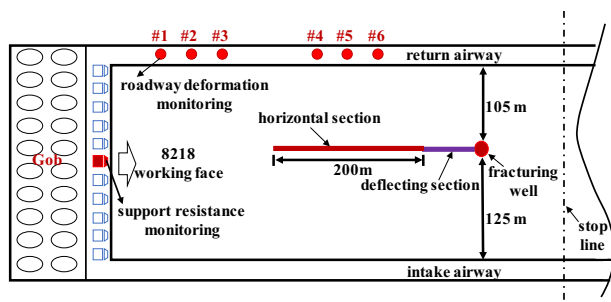 #1 #2 #3 #4 #5 #6
return airway
roadway deformation
monitoring
105 m
horizontal section
Gob
8218
working face
200m
deflecting section
fracturing
well
support resistance
monitoring
125 m
stop
line
intake airway